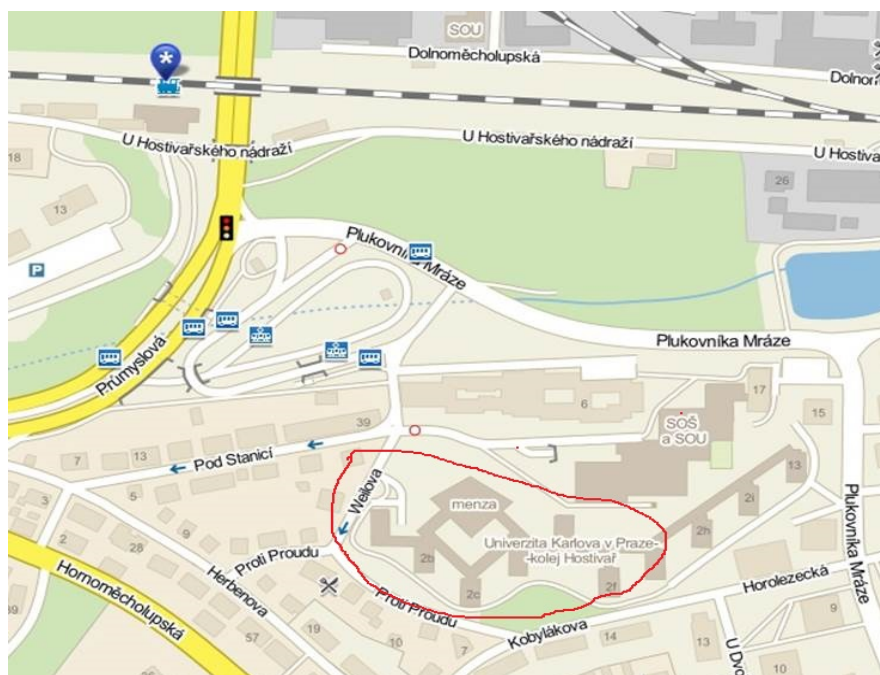 SOU
Dolnoměcholupská
Dolnom
U Hostivařského nádraží
U Hostivařského nádraží
U Hostiva
18
26
13
Plukovníka Mráze
P
Průmyslová
Plukovníka Mráze
6
17
15
SOŠ
a SOU
39
7
13
Pod Stanicí
Weilova
13
3
5
menza
2i
2
9
Univerzita Karlova v Praze-
-kolej Hostivař
2h
Plukovníka Mráze
28
Proti Proudu
2b
2f
Horolezecká
2c
Hornoměcholupská
Herbenova
Proti Proudu
9
39
19
Kobylákova
14
57
10
7
13
U Dvo
10